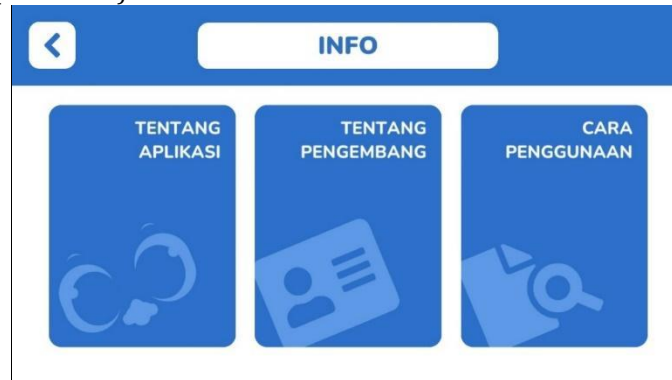 INFO
TENTANG
APLIKASI
TENTANG
PENGEMBANG
CARA
PENGGUNAAN